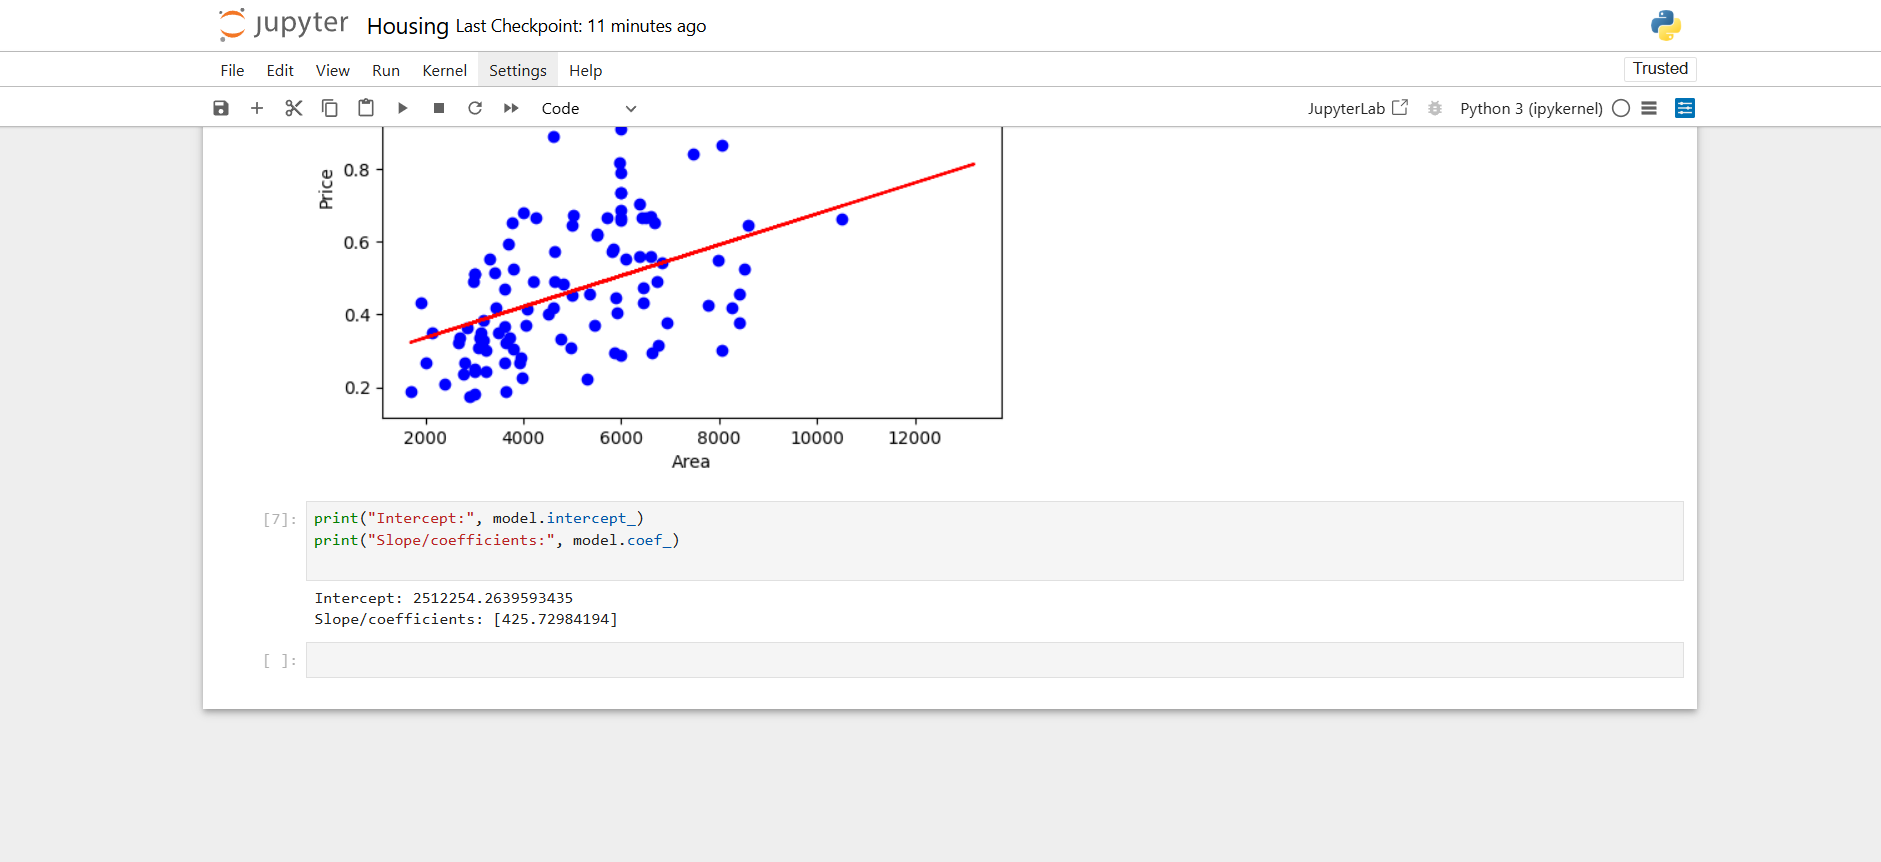 jupyter Housing Last Checkpoint: 11 minutes ago
File Edit View Run Kernel Settings Help Trusted
Code JupyterLab Python 3 (ipykernel)
Price
0.8
0.6
0.4
0.2
2000 4000 6000 8000 10000 12000
Area
[7]: print("Intercept:", model.intercept_)
print("Slope/coefficients:", model.coef_)
Intercept: 2512254.2639593435
Slope/coefficients: [425.72984194]
[ ]: